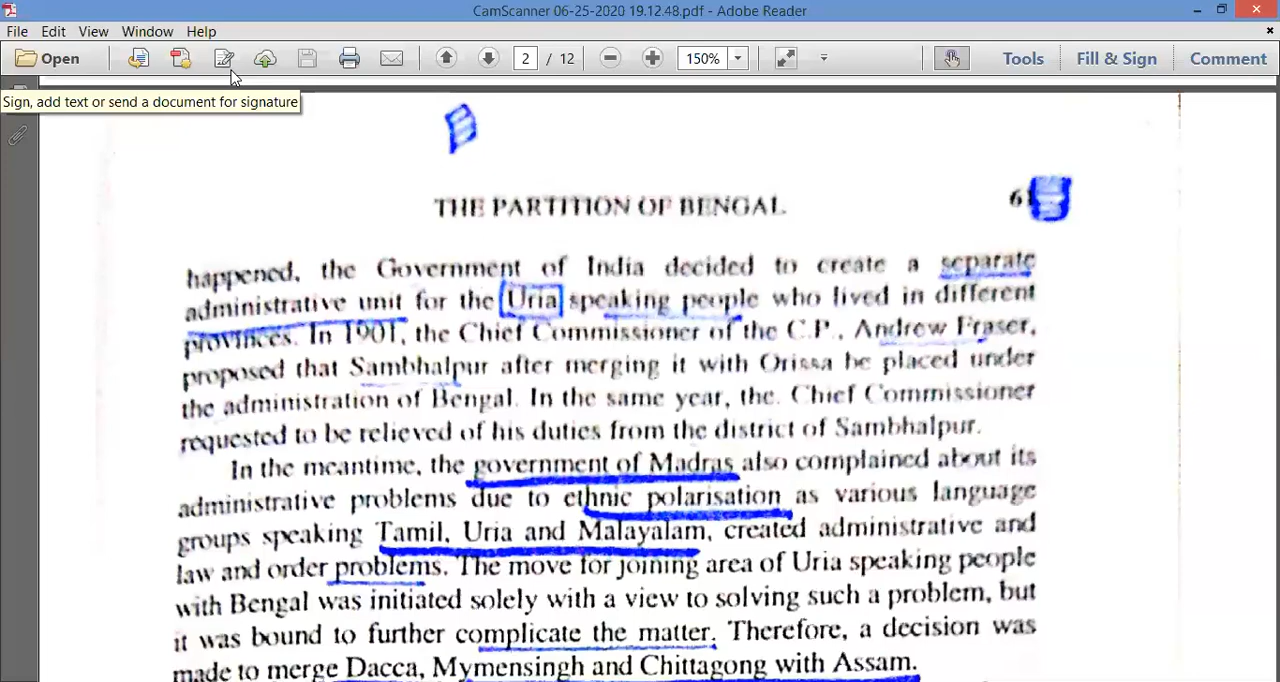 CamScanner 06-25-2020 19.12.48.pdf - Adobe Reader
File Edit View Window Help
Open 2 / 12 150% Tools Fill & Sign Comment
Sign, add text or send a document for signature
THE PARTITION OF BENGAL 61
happened, the Government of India decided to create a separate
administrative unit for the Uria speaking people who lived in different
provinces. In 1901, the Chief Commissioner of the C.P., Andrew Fraser,
proposed that Sambhalpur after merging it with Orissa be placed under
the administration of Bengal. In the same year, the. Chief Commissioner
requested to be relieved of his duties from the district of Sambhalpur.
In the meantime, the government of Madras also complained about its
administrative problems due to ethnic polarisation as various language
groups speaking Tamil, Uria and Malayalam, created administrative and
law and order problems. The move for joining area of Uria speaking people
with Bengal was initiated solely with a view to solving such a problem, but
it was bound to further complicate the matter. Therefore, a decision was
made to merge Dacca, Mymensingh and Chittagong with Assam.